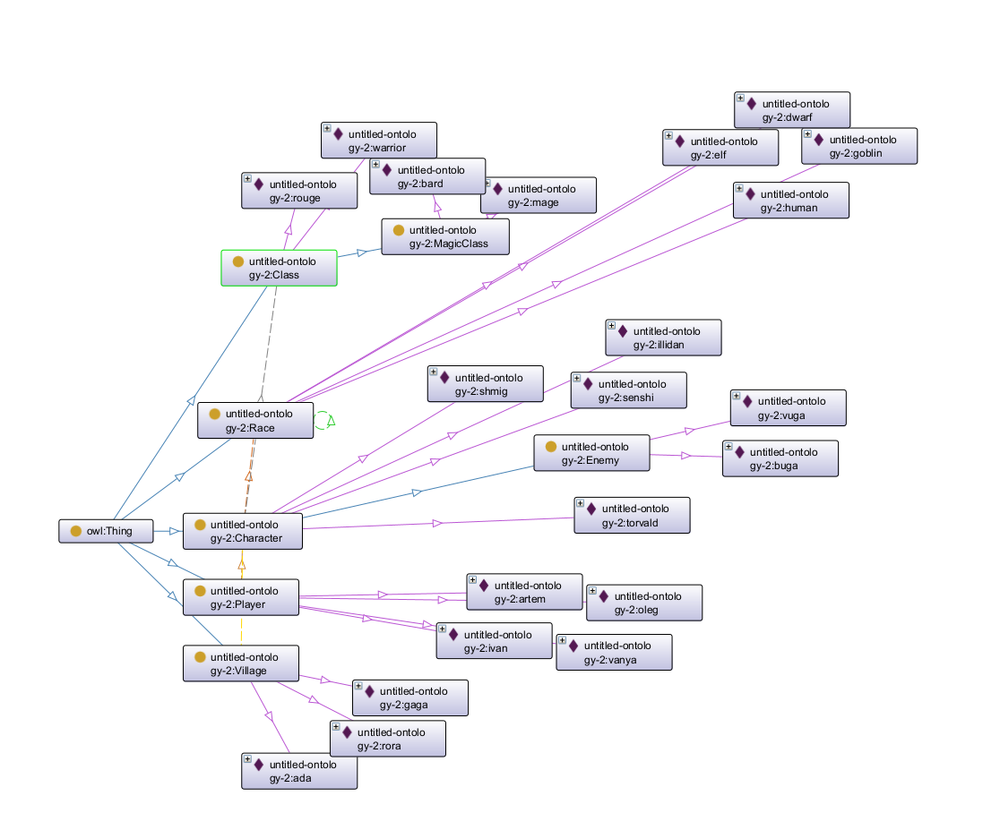 untitled-ontolo
gy-2:dwarf
untitled-ontolo
gy-2:warrior
untitled-ontolo
gy-2:elf
untitled-ontolo
gy-2:goblin
untitled-ontolo
gy-2:bard
untitled-ontolo
gy-2:rouge
untitled-ontolo
gy-2:mage
untitled-ontolo
gy-2:human
untitled-ontolo
gy-2:MagicClass
untitled-ontolo
gy-2:Class
untitled-ontolo
gy-2:illidan
untitled-ontolo
gy-2:shmig
untitled-ontolo
gy-2:senshi
untitled-ontolo
gy-2:vuga
untitled-ontolo
gy-2:Race
untitled-ontolo
gy-2:Enemy
untitled-ontolo
gy-2:buga
untitled-ontolo
gy-2:torvald
owl:Thing
untitled-ontolo
gy-2:Character
untitled-ontolo
gy-2:artem
untitled-ontolo
gy-2:Player
untitled-ontolo
gy-2:oleg
untitled-ontolo
gy-2:ivan
untitled-ontolo
gy-2:vanya
untitled-ontolo
gy-2:Village
untitled-ontolo
gy-2:gaga
untitled-ontolo
gy-2:rora
untitled-ontolo
gy-2:ada